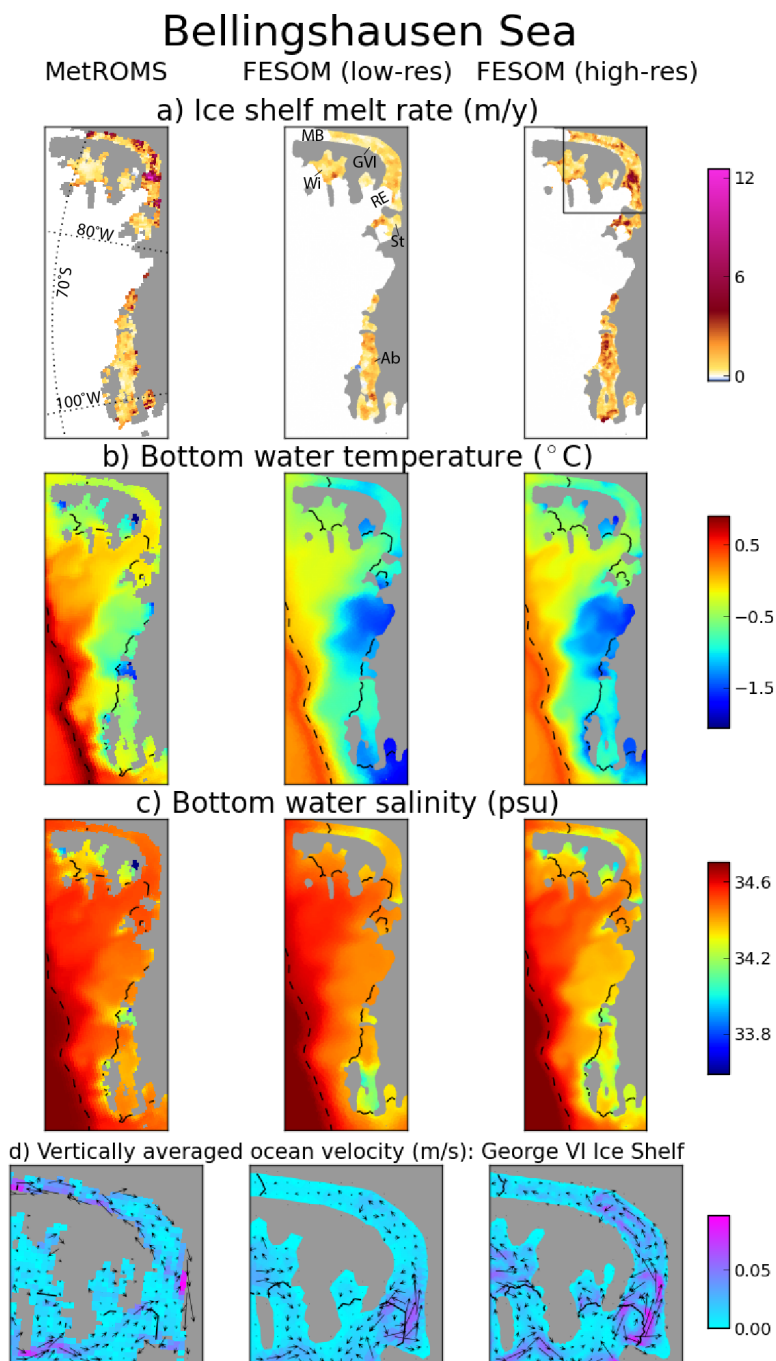 Bellingshausen Sea
MetROMS FESOM (low-res) FESOM (high-res)
a) Ice shelf melt rate (m/y)
MB
GVI
Wi
RE
St
80°W
70°S
Ab
100°W
12
6
0
b) Bottom water temperature (°C)
0.5
−0.5
−1.5
c) Bottom water salinity (psu)
34.6
34.2
33.8
d) Vertically averaged ocean velocity (m/s): George VI Ice Shelf
0.05
0.00